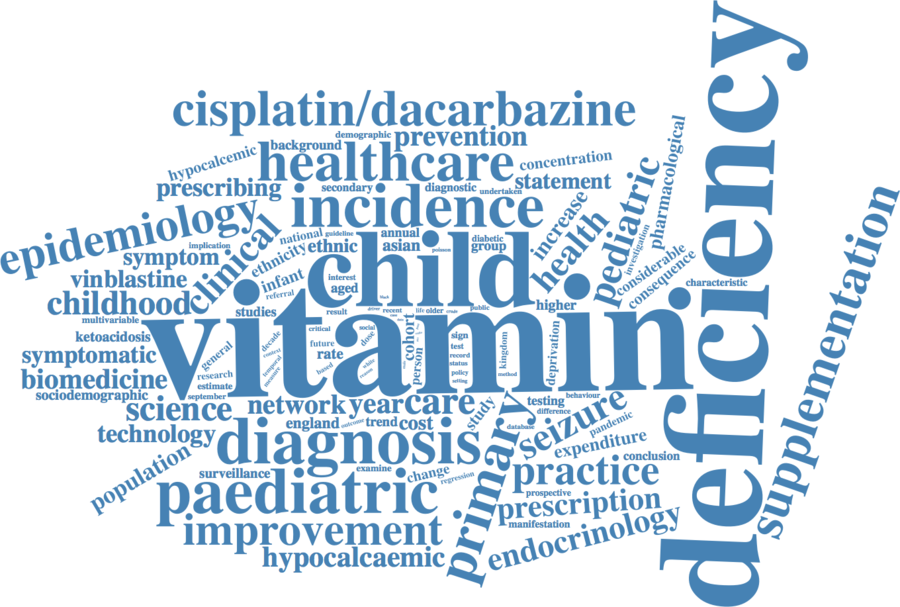 cisplatin/dacarbazine
demographic
background
prevention
hypocalcemic
healthcare
concentration
prescribing
secondary
diagnostic
undertaken
statement
incidence
epidemiology
implication
symptom
clinical
national
guideline
annual
ethnic
asian
ethnicity
diabetic
group
increase
health
pediatric
pharmacological
investigation
considerable
consequence
characteristic
deficiency
supplementation
vinblastine
infant
referral
interest
aged
child
childhood
multivariable
studies
result
recent
life
older
public
higher
vitamin
ketoacidosis
symptomatic
biomedicine
sociodemographic
general
research
estimate
september
decade
temporal
measure
critical
future
rate
based
social
dose
white
cohort
person
sign
test
record
status
policy
setting
kingdom
method
deprivation
science
network
year
care
study
testing
behaviour
difference
technology
england
outcome
trend
cost
database
seizure
pandemic
diagnosis
primary
expenditure
conclusion
population
surveillance
examine
change
regression
practice
paediatric
prospective
prescription
improvement
manifestation
hypocalcaemic
endocrinology